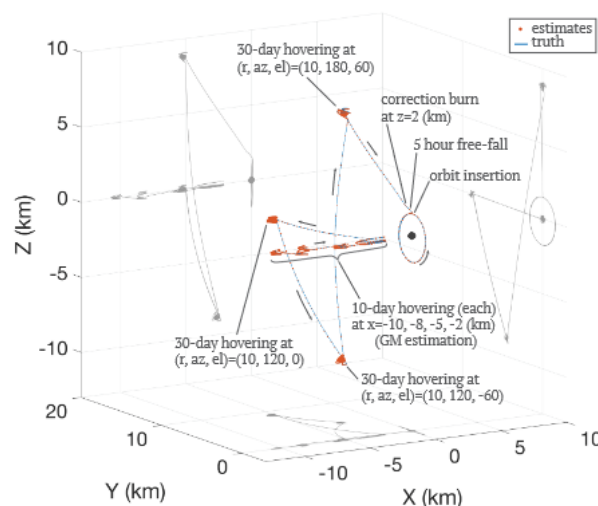 estimates
truth
30-day hovering at
(r, az, el)=(10, 180, 60)
correction burn
at z=2 (km)
5 hour free-fall
orbit insertion
10-day hovering (each)
at x=-10, -8, -5, -2 (km)
(GM estimation)
30-day hovering at
(r, az, el)=(10, 120, 0)
30-day hovering at
(r, az, el)=(10, 120, -60)
Z (km)
10
5
0
-5
-10
Y (km)
20
10
0
X (km)
-10
-5
0
5
10